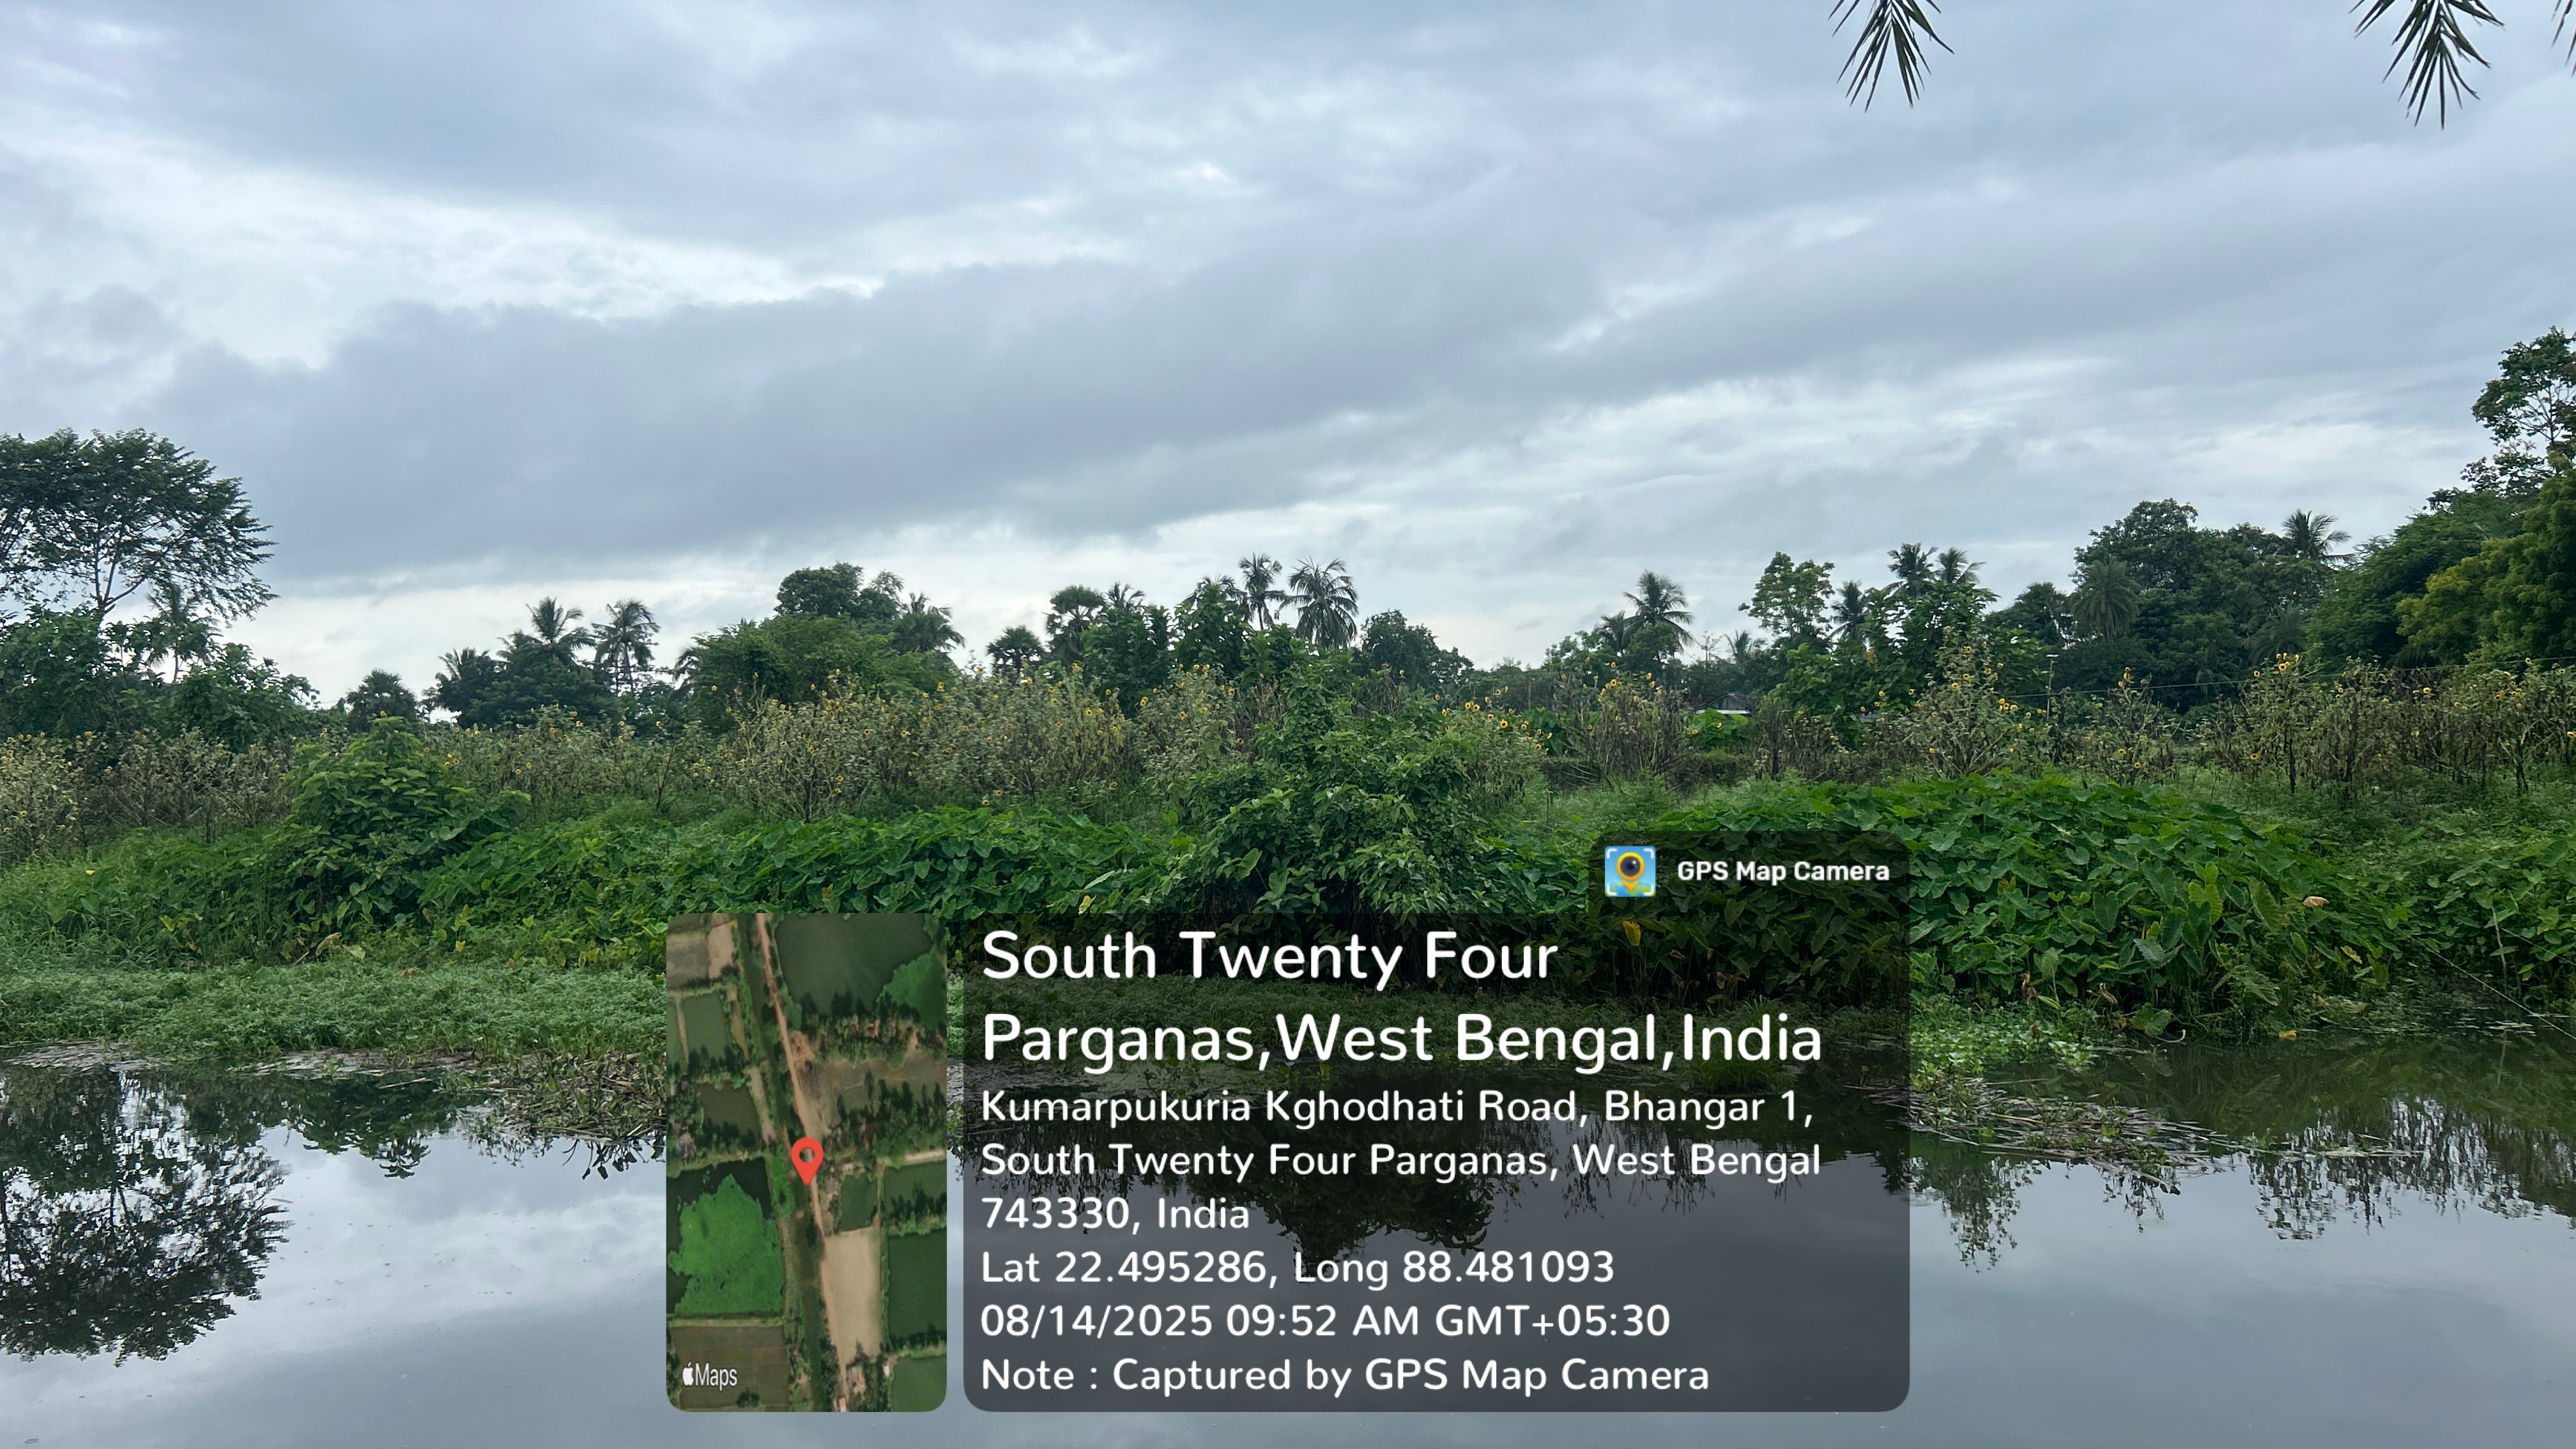 GPS Map Camera
South Twenty Four
Parganas,West Bengal,India
Kumarpukuria Kghodhati Road, Bhangar 1,
South Twenty Four Parganas, West Bengal
743330, India
Lat 22.495286, Long 88.481093
08/14/2025 09:52 AM GMT+05:30
Note : Captured by GPS Map Camera
Maps